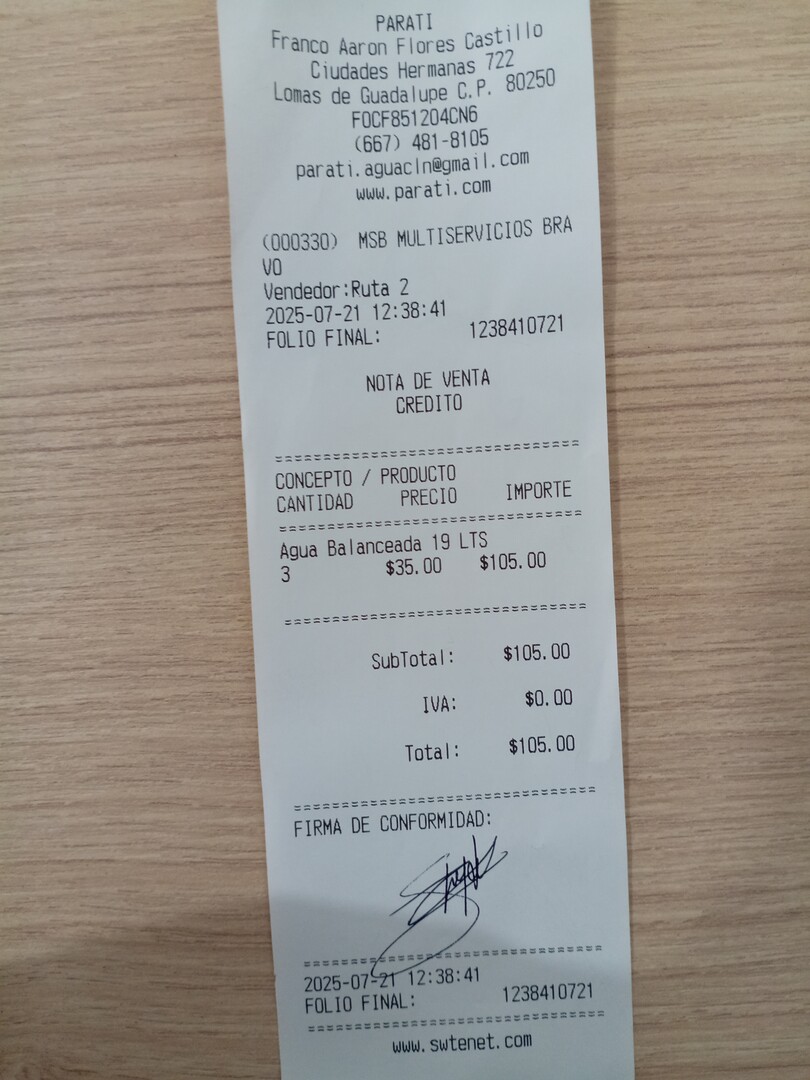 PARATI
Franco Aaron Flores Castillo
Ciudades Hermanas 722
Lomas de Guadalupe C.P. 80250
FOCF851204CN6
(667) 481-8105
parati.aguacln@gmail.com
www.parati.com
(000330) MSB MULTISERVICIOS BRA
VO
Vendedor:Ruta 2
2025-07-21 12:38:41
FOLIO FINAL: 1238410721
NOTA DE VENTA
CREDITO
===============================
CONCEPTO / PRODUCTO
CANTIDAD PRECIO IMPORTE
===============================
Agua Balanceada 19 LTS
3 $35.00 $105.00
===============================
SubTotal: $105.00
IVA: $0.00
Total: $105.00
===============================
FIRMA DE CONFORMIDAD:
===============================
2025-07-21 12:38:41
FOLIO FINAL: 1238410721
===============================
www.swtenet.com